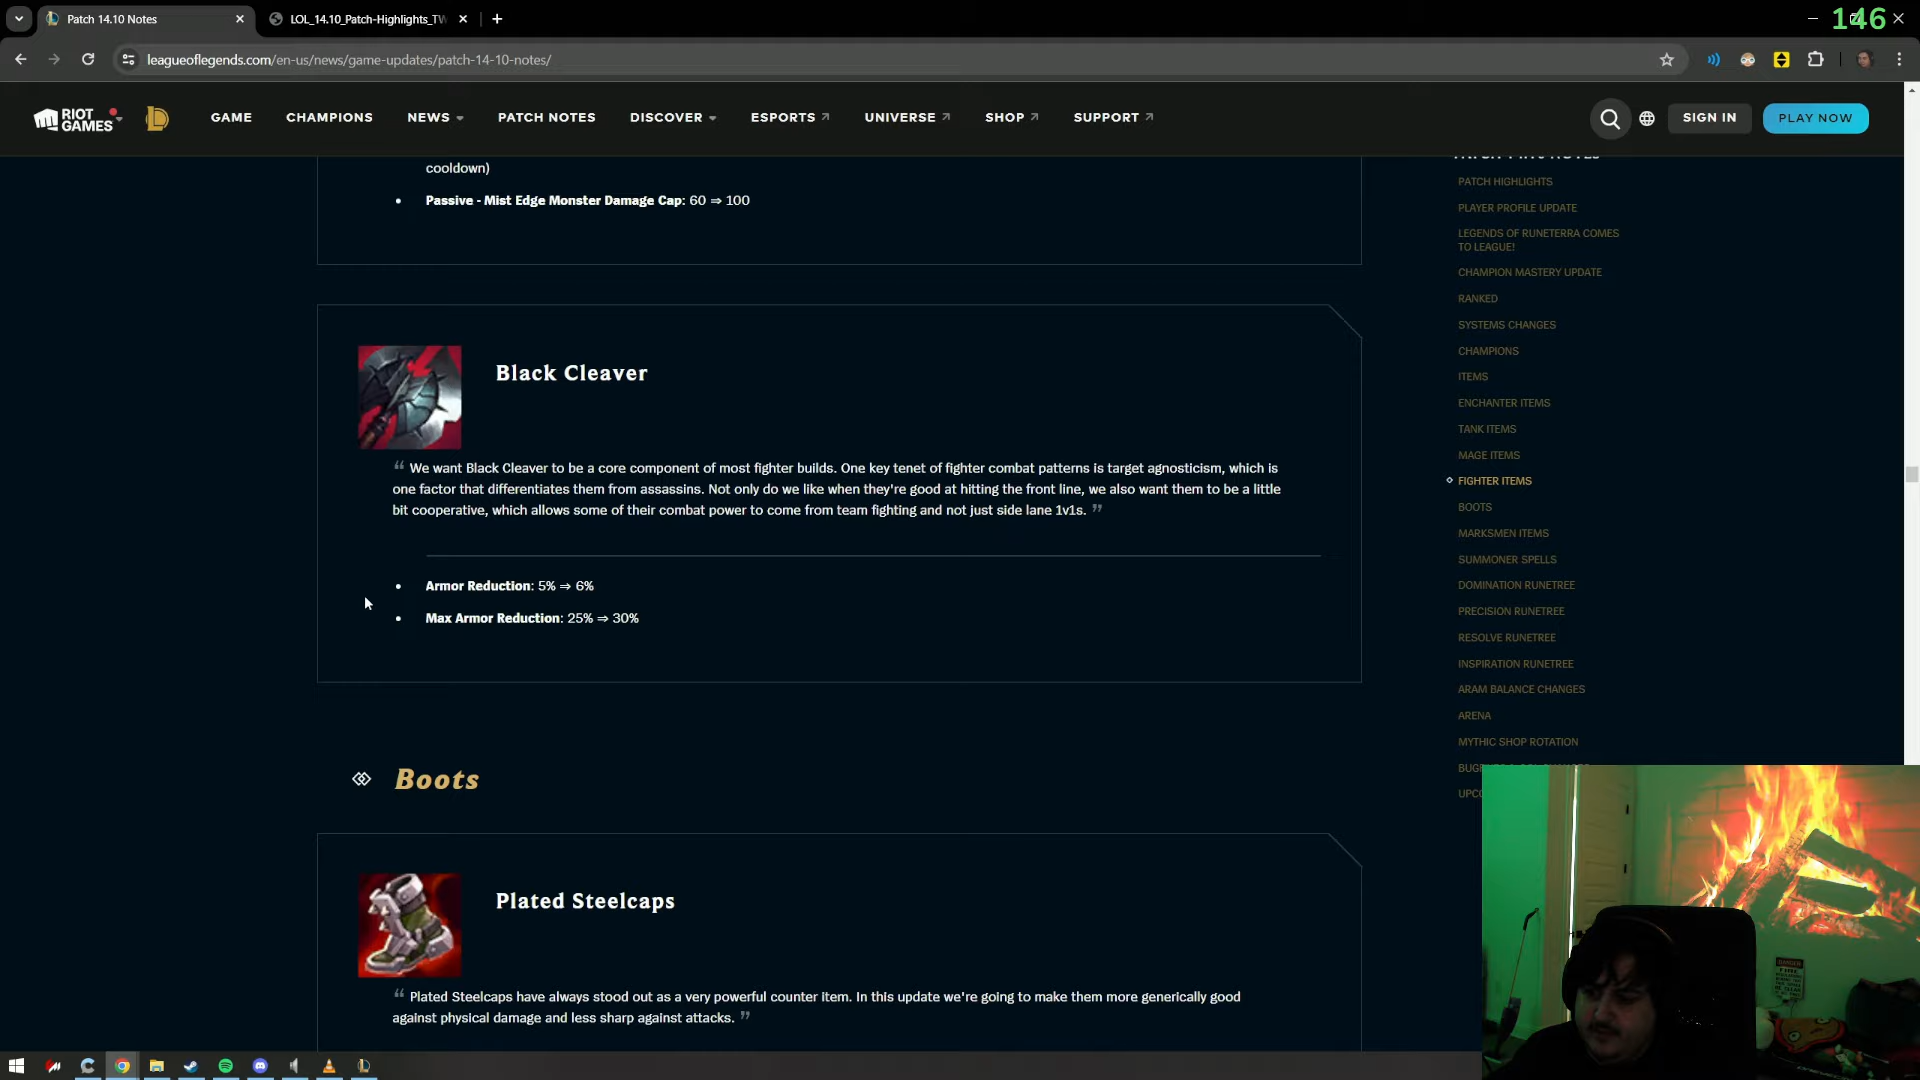 Patch 14.10 Notes
LOL_14.10_Patch-Highlights_TW
146
leagueoflegends.com/en-us/news/game-updates/patch-14-10-notes/
RIOT GAMES
GAME
CHAMPIONS
NEWS
PATCH NOTES
DISCOVER
ESPORTS
UNIVERSE
SHOP
SUPPORT
SIGN IN
PLAY NOW
cooldown)
• Passive - Mist Edge Monster Damage Cap: 60 ⇒ 100
Black Cleaver
“ We want Black Cleaver to be a core component of most fighter builds. One key tenet of fighter combat patterns is target agnosticism, which is
one factor that differentiates them from assassins. Not only do we like when they're good at hitting the front line, we also want them to be a little
bit cooperative, which allows some of their combat power to come from team fighting and not just side lane 1v1s. ”
• Armor Reduction: 5% ⇒ 6%
• Max Armor Reduction: 25% ⇒ 30%
Boots
Plated Steelcaps
“ Plated Steelcaps have always stood out as a very powerful counter item. In this update we're going to make them more generically good
against physical damage and less sharp against attacks. ”
PATCH HIGHLIGHTS
PLAYER PROFILE UPDATE
LEGENDS OF RUNETERRA COMES
TO LEAGUE!
CHAMPION MASTERY UPDATE
RANKED
SYSTEMS CHANGES
CHAMPIONS
ITEMS
ENCHANTER ITEMS
TANK ITEMS
MAGE ITEMS
FIGHTER ITEMS
BOOTS
MARKSMEN ITEMS
SUMMONER SPELLS
DOMINATION RUNETREE
PRECISION RUNETREE
RESOLVE RUNETREE
INSPIRATION RUNETREE
ARAM BALANCE CHANGES
ARENA
MYTHIC SHOP ROTATION
DANGER